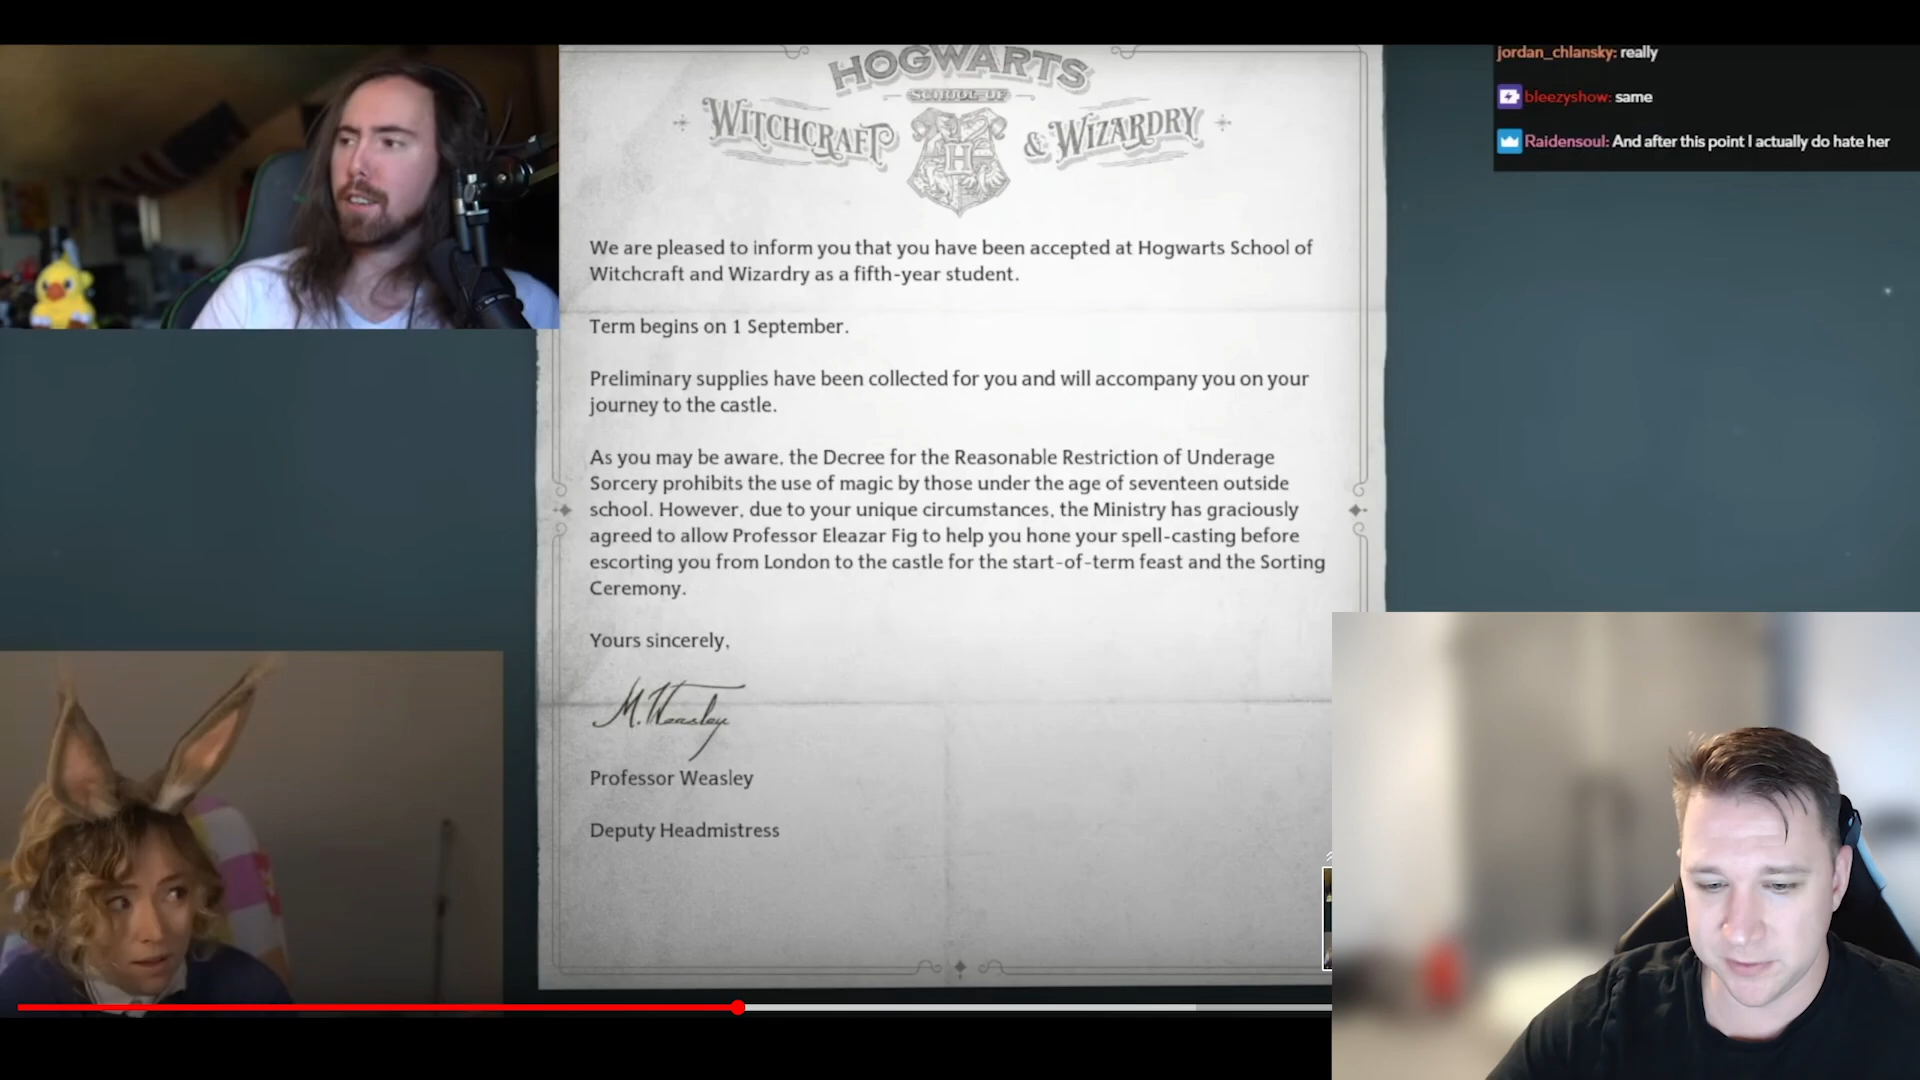 HOGWARTS
SCHOOL OF
WITCHCRAFT & WIZARDRY
H
We are pleased to inform you that you have been accepted at Hogwarts School of
Witchcraft and Wizardry as a fifth-year student.
Term begins on 1 September.
Preliminary supplies have been collected for you and will accompany you on your
journey to the castle.
As you may be aware, the Decree for the Reasonable Restriction of Underage
Sorcery prohibits the use of magic by those under the age of seventeen outside
school. However, due to your unique circumstances, the Ministry has graciously
agreed to allow Professor Eleazar Fig to help you hone your spell-casting before
escorting you from London to the castle for the start-of-term feast and the Sorting
Ceremony.
Yours sincerely,
M. Weasley
Professor Weasley
Deputy Headmistress
jordan_chlansky: really
bleezyshow: same
Raidensoul: And after this point I actually do hate her